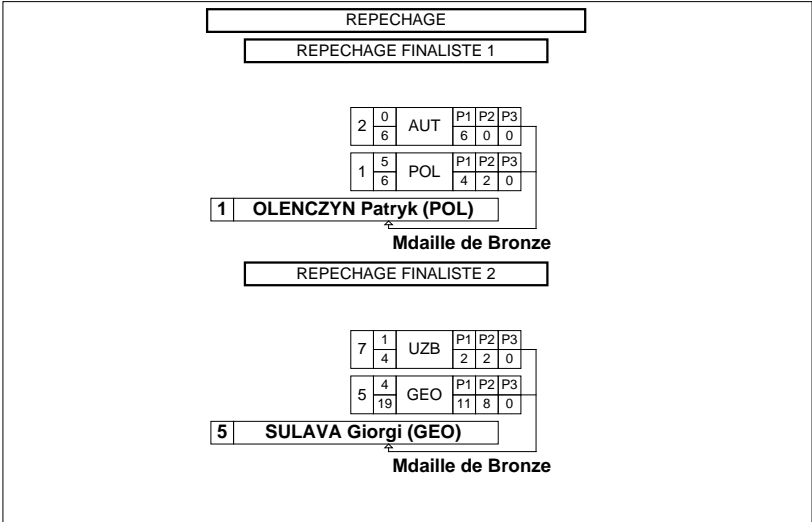 REPECHAGE
REPECHAGE FINALISTE 1
2 0 AUT P1 P2 P3
6 6 0 0
1 5 POL P1 P2 P3
6 4 2 0
1 OLENCZYN Patryk (POL)
Mdaille de Bronze
REPECHAGE FINALISTE 2
7 1 UZB P1 P2 P3
4 2 2 0
5 4 GEO P1 P2 P3
19 11 8 0
5 SULAVA Giorgi (GEO)
Mdaille de Bronze